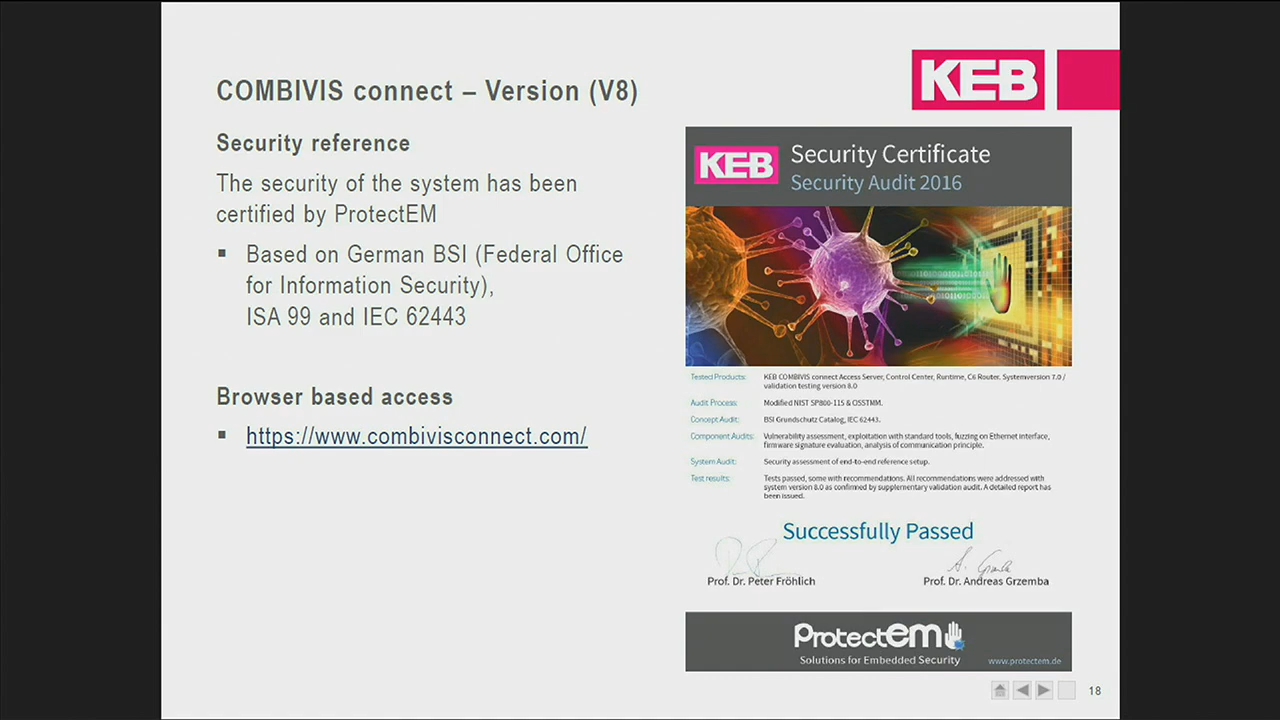 COMBIVIS connect – Version (V8)
KEB
Security reference
The security of the system has been
certified by ProtectEM
▪ Based on German BSI (Federal Office
for Information Security),
ISA 99 and IEC 62443
Browser based access
▪ https://www.combivisconnect.com/
KEB
Security Certificate
Security Audit 2016
Tested Products: KEB COMBIVIS connect Access Server, Control Center, Runtime, C6 Router. Systemversion 7.0 /
validation testing version 8.0
Audit Process: Modified NIST SP800-115 & OSSTMM.
Concept Audit: BSI Grundschutz Catalog, IEC 62443.
Component Audits: Vulnerability assessment, exploitation with standard tools, fuzzing on Ethernet interface,
firmware signature evaluation, analysis of communication principle.
System Audit: Security assessment of end-to-end reference setup.
Test results: Tests passed, some with recommendations. All recommendations were addressed with
system version 8.0 as confirmed by supplementary validation audit. A detailed report has
been issued.
Successfully Passed
Prof. Dr. Peter Fröhlich
Prof. Dr. Andreas Grzemba
Protectem
Solutions for Embedded Security
www.protectem.de
18